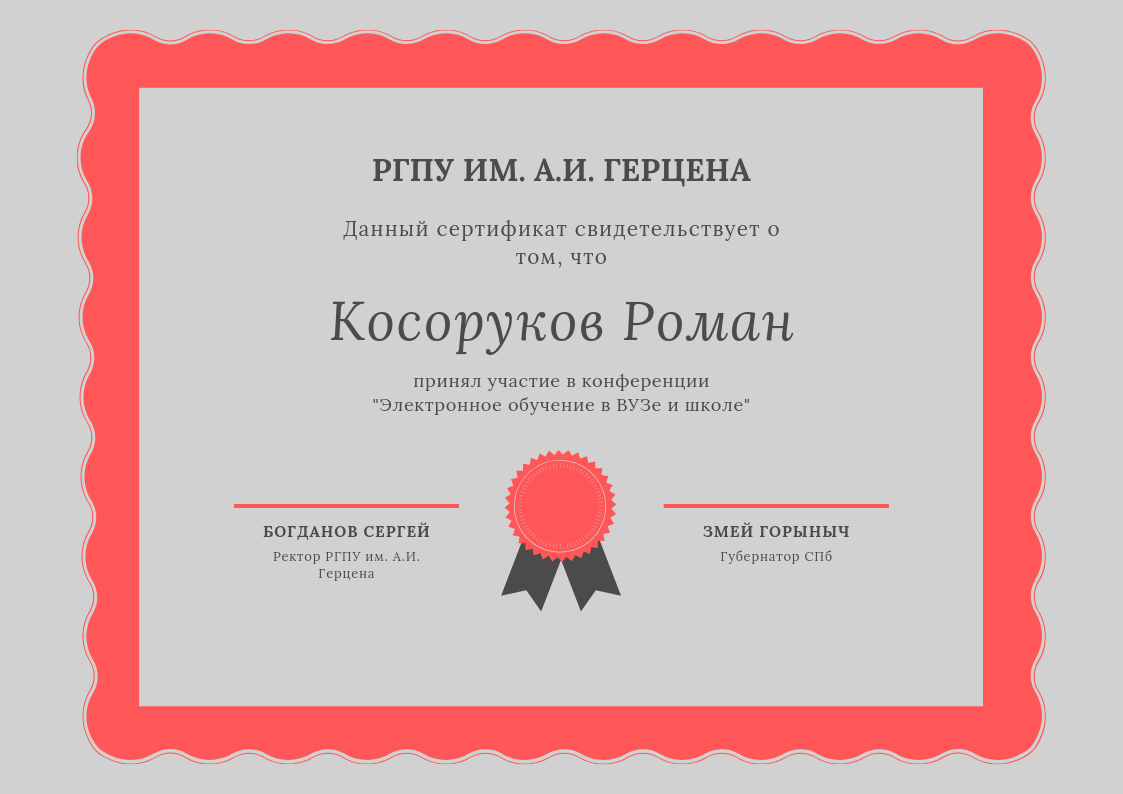 РГПУ ИМ. А.И. ГЕРЦЕНА
Данный сертификат свидетельствует о
том, что
Косоруков Роман
принял участие в конференции
"Электронное обучение в ВУЗе и школе"
БОГДАНОВ СЕРГЕЙ
Ректор РГПУ им. А.И.
Герцена
ЗМЕЙ ГОРЫНЫЧ
Губернатор СПб